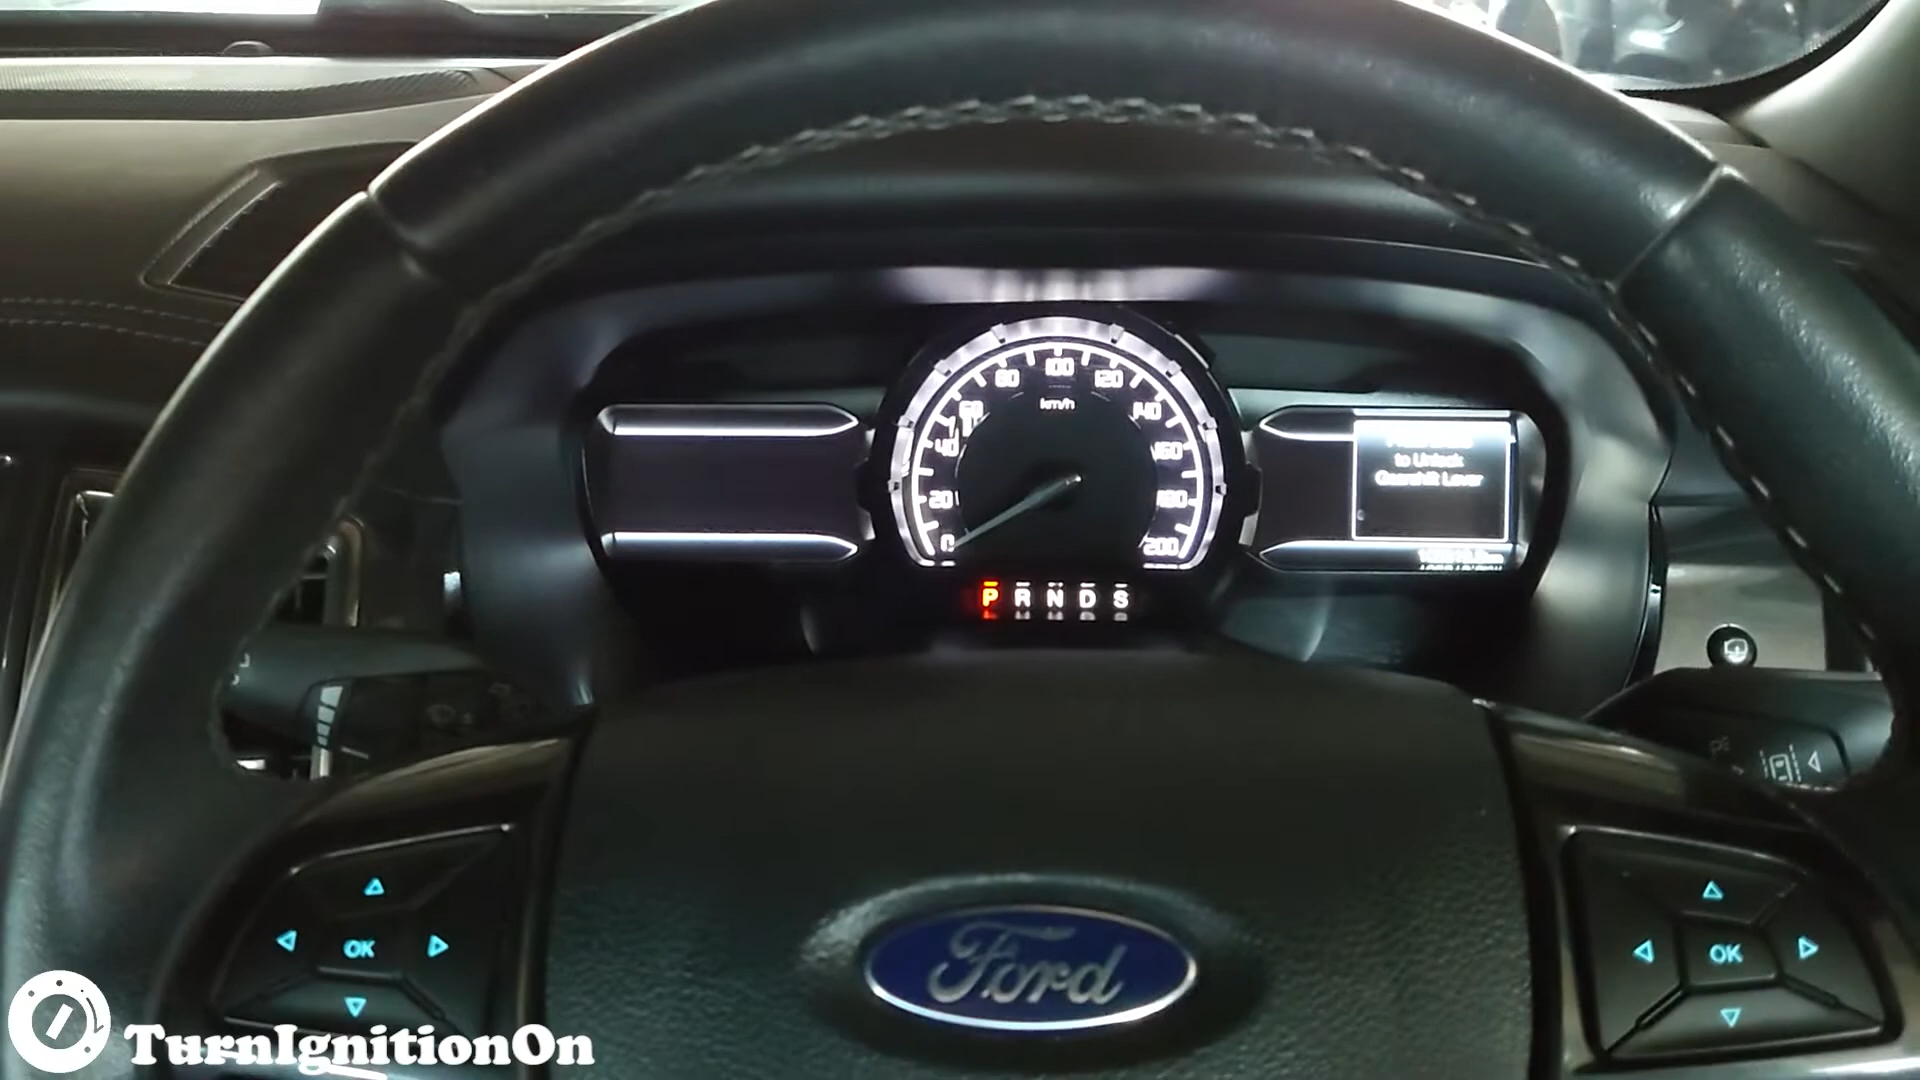 100
80 120
km/h
60 140
40 160
to Unlock
Gearshift Lever
20 180
0 200
P R N D S
OK
OK
Ford
TurnIgnitionOn